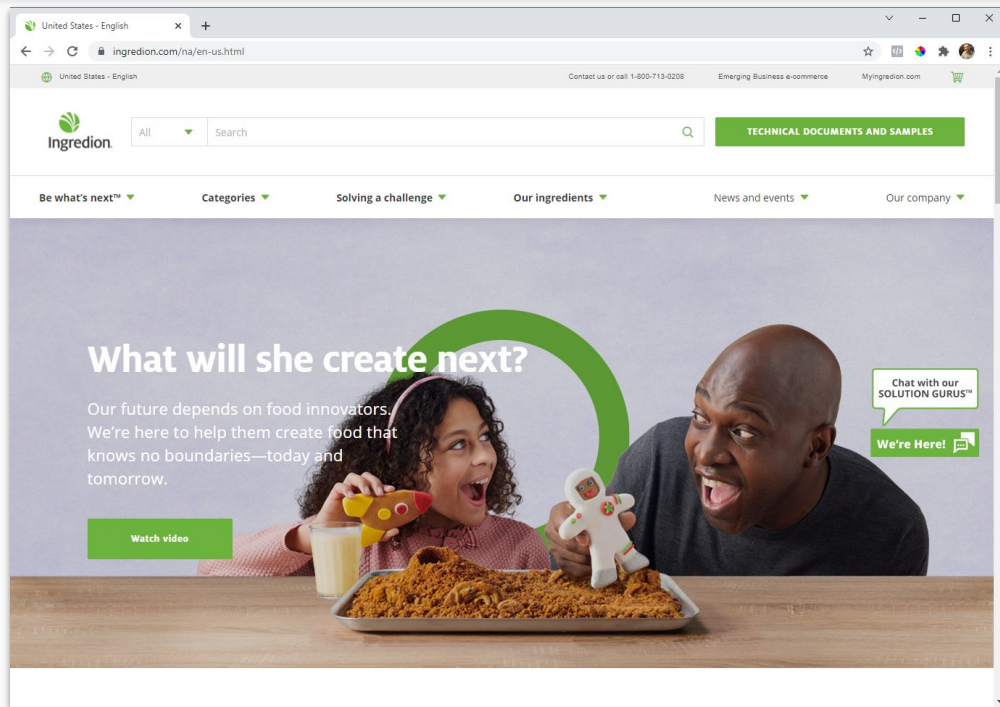 United States - English
ingredion.com/na/en-us.html
United States - English
Contact us or call 1-800-713-0208
Emerging Business e-commerce
Myingredion.com
Ingredion.
All
Search
TECHNICAL DOCUMENTS AND SAMPLES
Be what's next™
Categories
Solving a challenge
Our ingredients
News and events
Our company
What will she create next?
Our future depends on food innovators.
We're here to help them create food that
knows no boundaries—today and
tomorrow.
Watch video
Chat with our
SOLUTION GURUS™
We're Here!